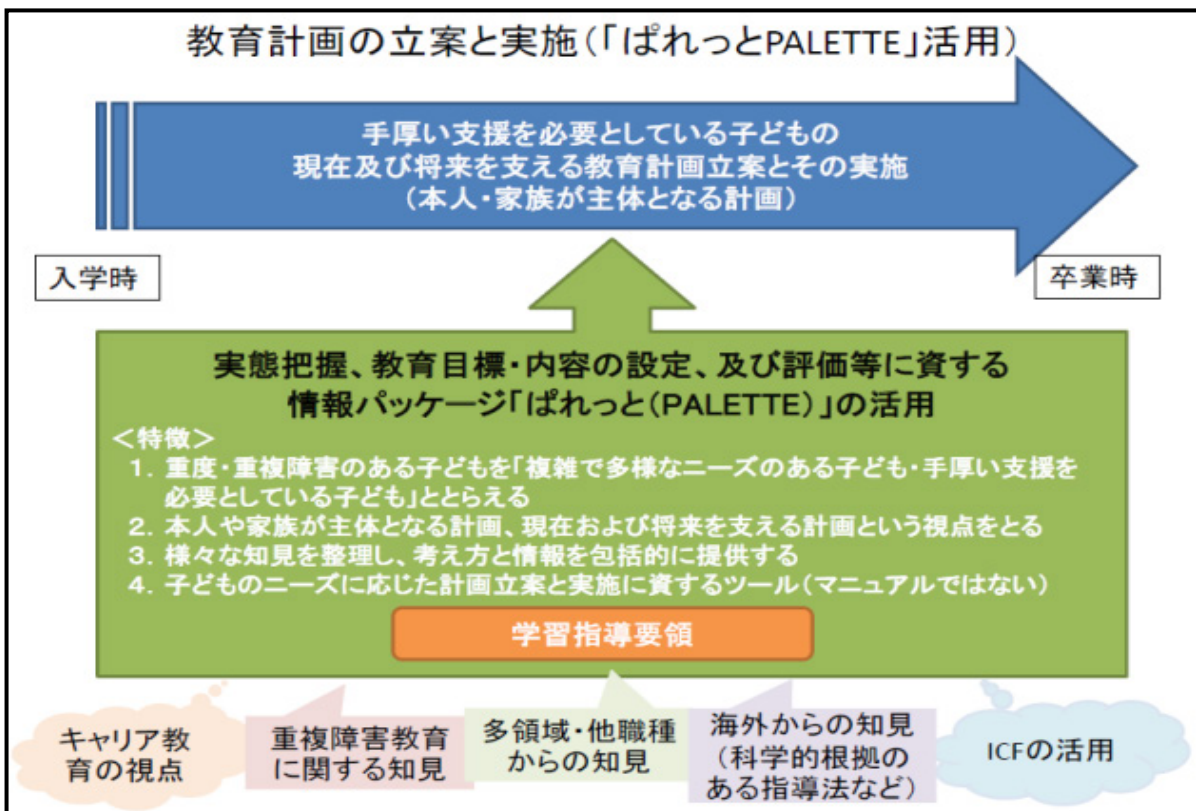 教育計画の立案と実施(「ぱれっとPALETTE」活用)
手厚い支援を必要としている子どもの
現在及び将来を支える教育計画立案とその実施
(本人・家族が主体となる計画)
入学時
卒業時
実態把握、教育目標・内容の設定、及び評価等に資する
情報パッケージ「ぱれっと(PALETTE)」の活用
<特徴>
1. 重度・重複障害のある子どもを「複雑で多様なニーズのある子ども・手厚い支援を
必要としている子ども」ととらえる
2. 本人や家族が主体となる計画、現在および将来を支える計画という視点をとる
3. 様々な知見を整理し、考え方と情報を包括的に提供する
4. 子どものニーズに応じた計画立案と実施に資するツール(マニュアルではない)
学習指導要領
キャリア教
育の視点
重複障害教育
に関する知見
多領域・他職種
からの知見
海外からの知見
(科学的根拠の
ある指導法など)
ICFの活用